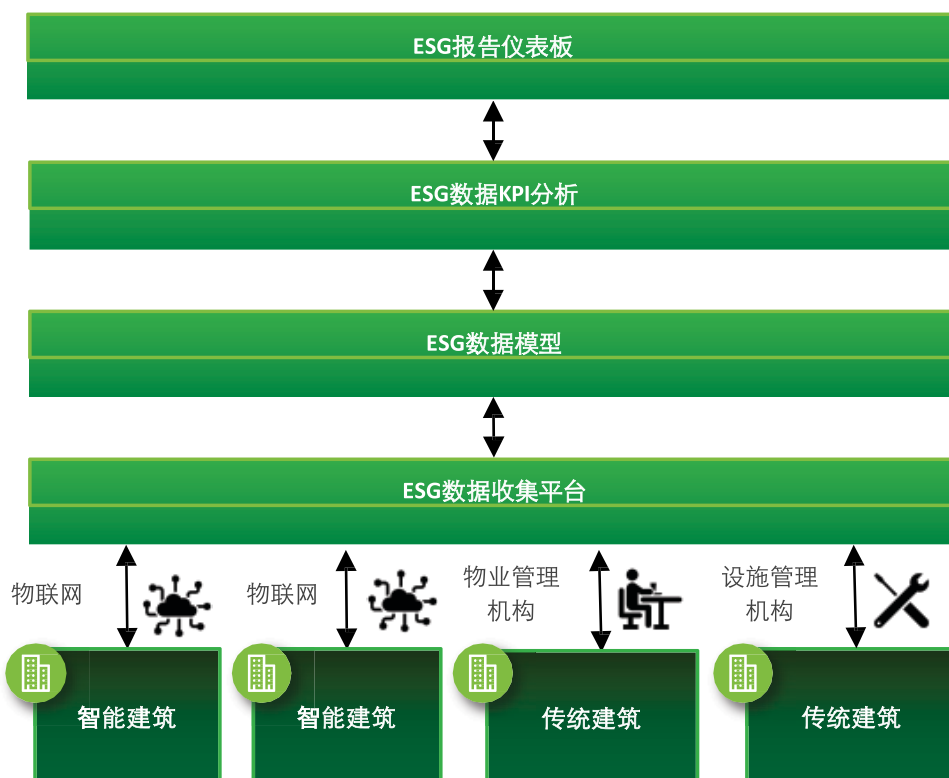 ESG报告仪表板
ESG数据KPI分析
ESG数据模型
ESG数据收集平台
物联网
物联网
物业管理
机构
设施管理
机构
智能建筑
智能建筑
传统建筑
传统建筑